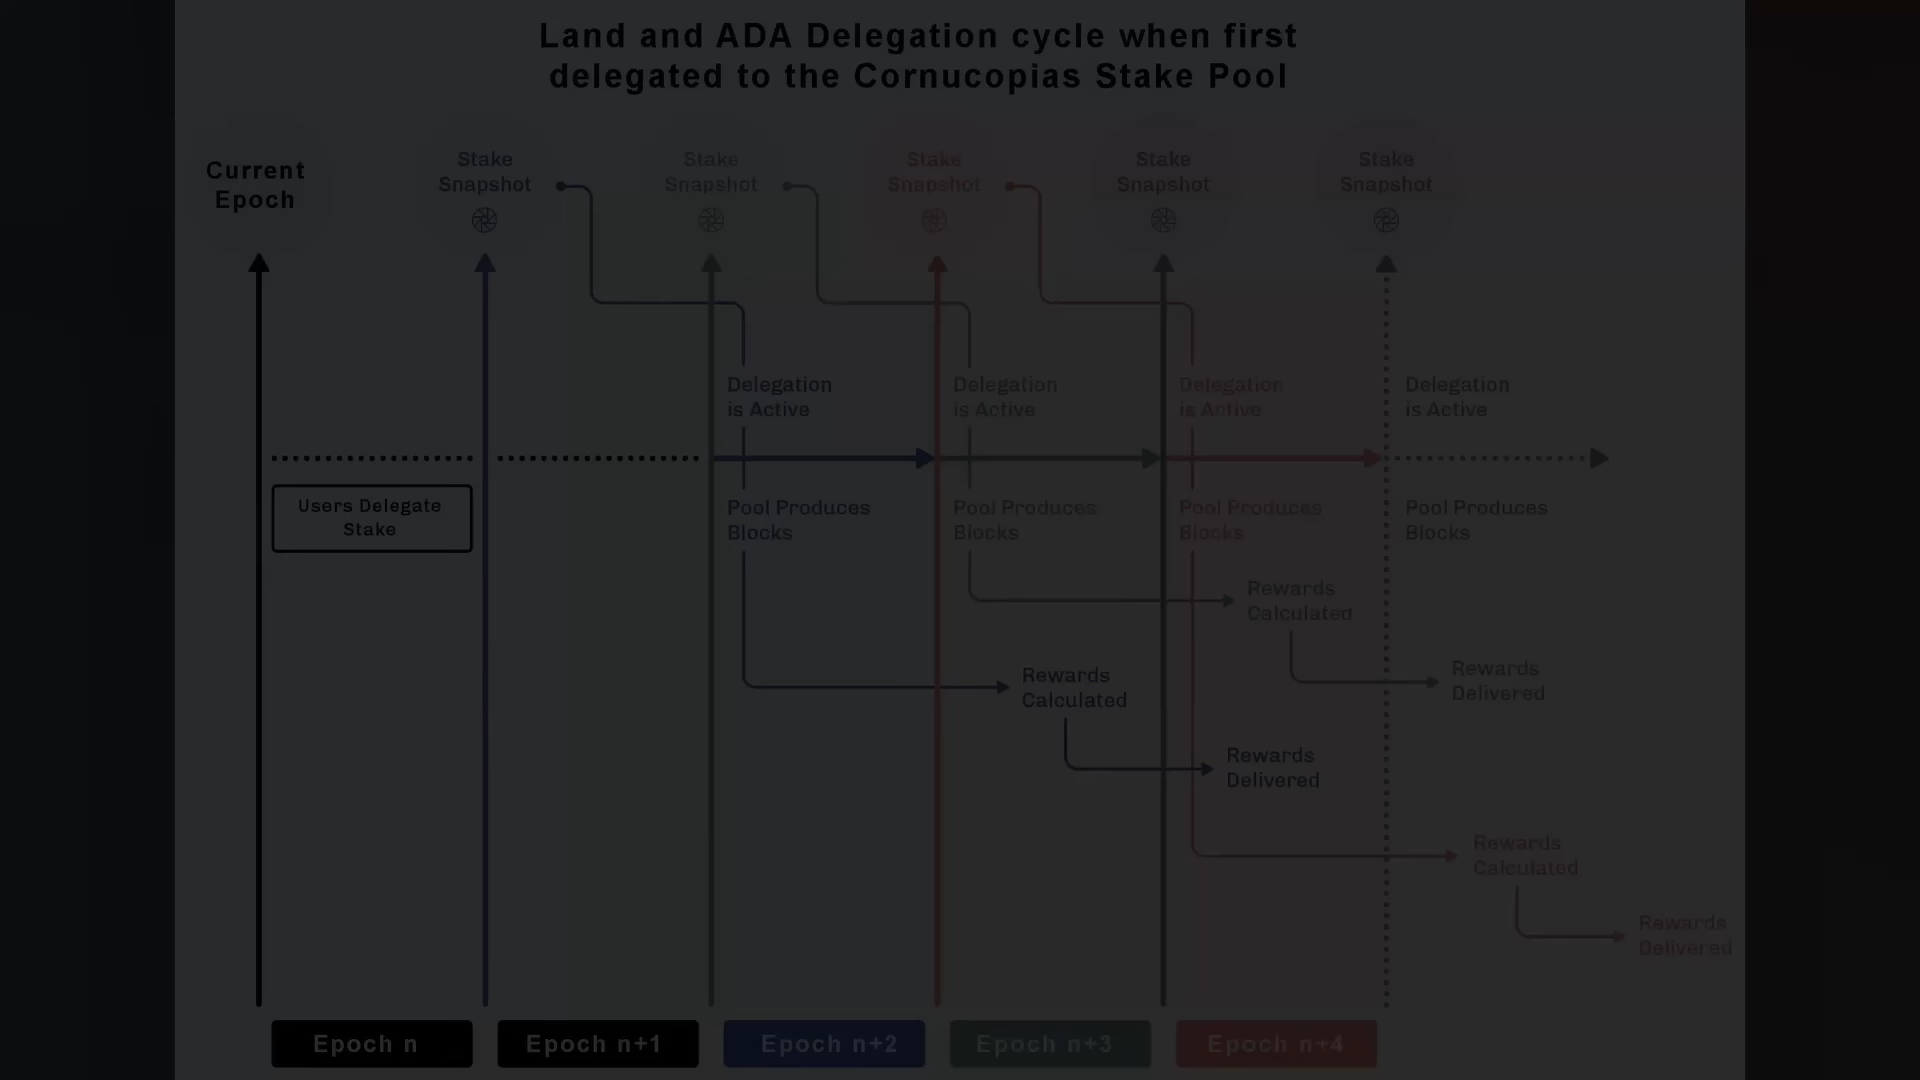 Land and ADA Delegation cycle when first
delegated to the Cornucopias Stake Pool
Current
Epoch
Stake
Snapshot
Stake
Snapshot
Stake
Snapshot
Stake
Snapshot
Stake
Snapshot
Delegation
is Active
Delegation
is Active
Delegation
is Active
Delegation
is Active
Users Delegate
Stake
Pool Produces
Blocks
Pool Produces
Blocks
Pool Produces
Blocks
Pool Produces
Blocks
Rewards
Calculated
Rewards
Delivered
Rewards
Calculated
Rewards
Delivered
Rewards
Calculated
Rewards
Delivered
Epoch n
Epoch n+1
Epoch n+2
Epoch n+3
Epoch n+4